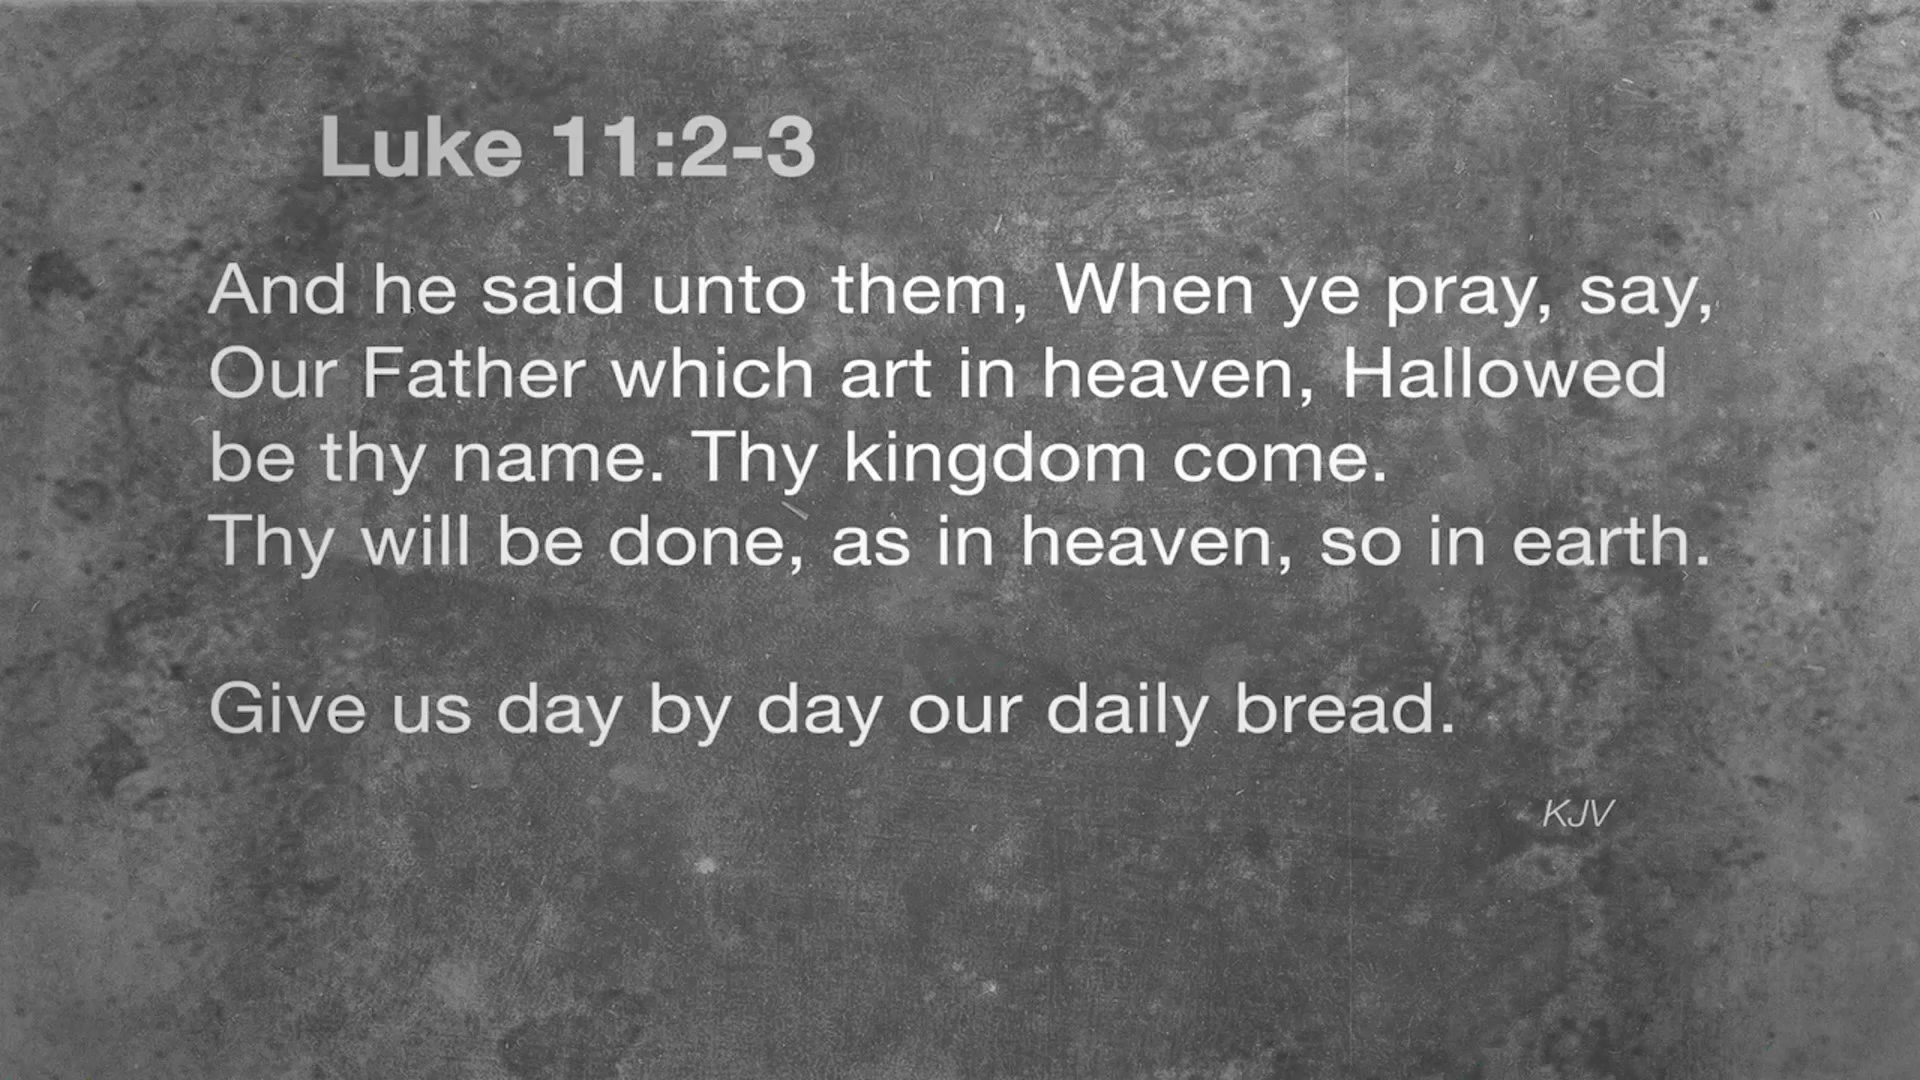 Luke 11:2-3
And he said unto them, When ye pray, say,
Our Father which art in heaven, Hallowed
be thy name. Thy kingdom come.
Thy will be done, as in heaven, so in earth.
Give us day by day our daily bread.
KJV